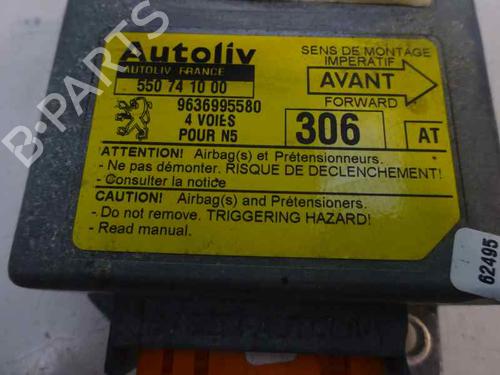 Autoliv
AUTOLIV FRANCE
550 74 10 00
9636995580
4 VOIES
POUR N5
SENS DE MONTAGE
IMPERATIF
AVANT
FORWARD
306
AT
ATTENTION! Airbag(s) et Prétensionneurs.
- Ne pas démonter. RISQUE DE DECLENCHEMENT!
- Consulter la notice
CAUTION! Airbag(s) and Pretensioners.
- Do not remove. TRIGGERING HAZARD!
- Read manual.
62495
B-PARTS